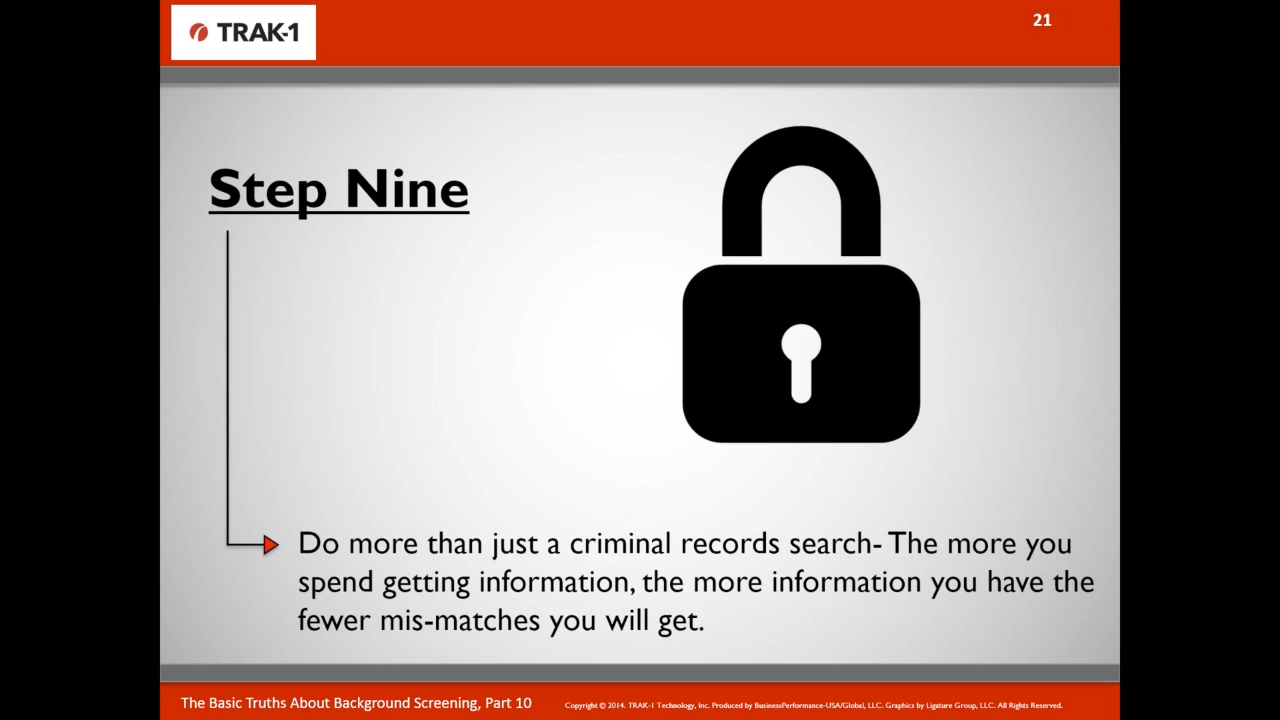 TRAK-1
21
Step Nine
Do more than just a criminal records search- The more you
spend getting information, the more information you have the
fewer mis-matches you will get.
The Basic Truths About Background Screening, Part 10
Copyright © 2014. TRAK-1 Technology, Inc. Produced by BusinessPerformance-USA/Global, LLC. Graphics by Ligature Group, LLC. All Rights Reserved.